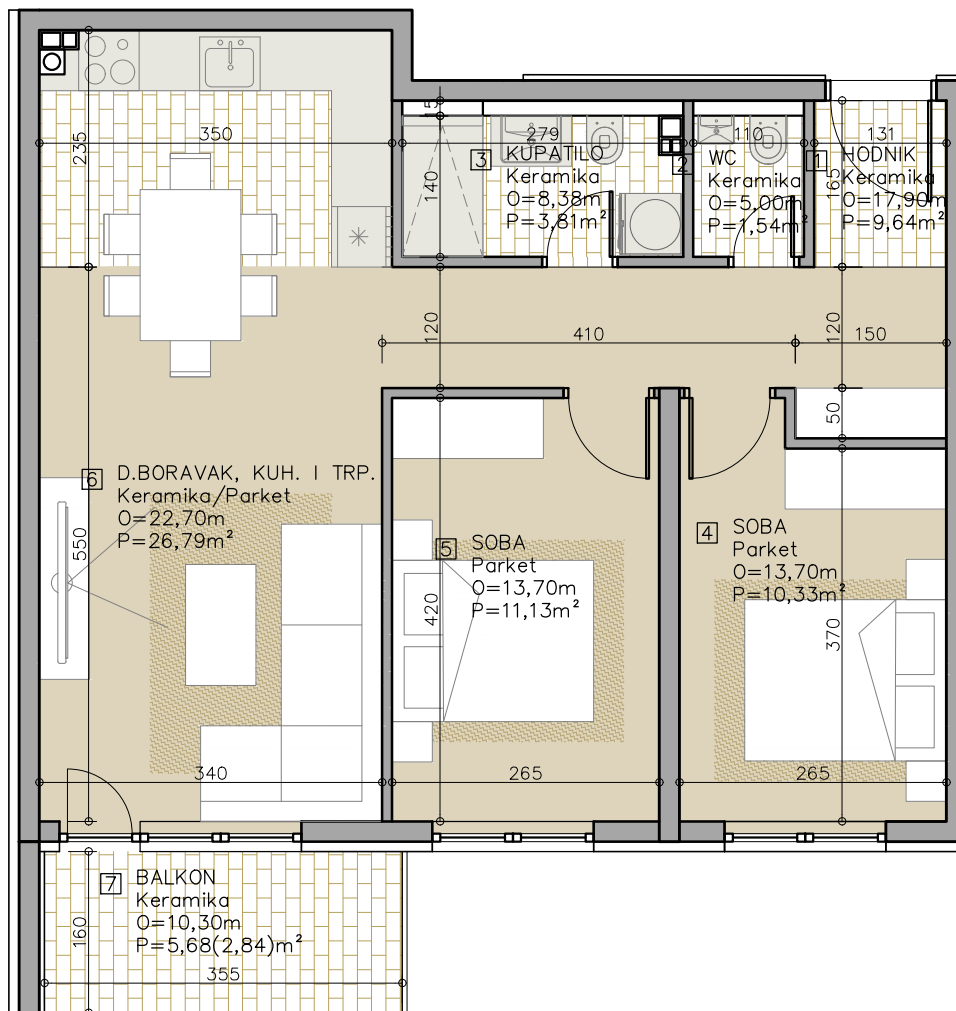 15
235
350
279
110
131
3 KUPATILO
Keramika
O=8,38m
P=3,81m²
140
2 WC
Keramika
O=5,00m
P=1,54m²
1 HODNIK
Keramika
O=17,90m
P=9,64m²
165
120
410
120
150
50
6 D.BORAVAK, KUH. I TRP.
Keramika/Parket
O=22,70m
P=26,79m²
550
5 SOBA
Parket
O=13,70m
P=11,13m²
420
4 SOBA
Parket
O=13,70m
P=10,33m²
370
340
265
265
7 BALKON
Keramika
O=10,30m
P=5,68(2,84)m²
160
355